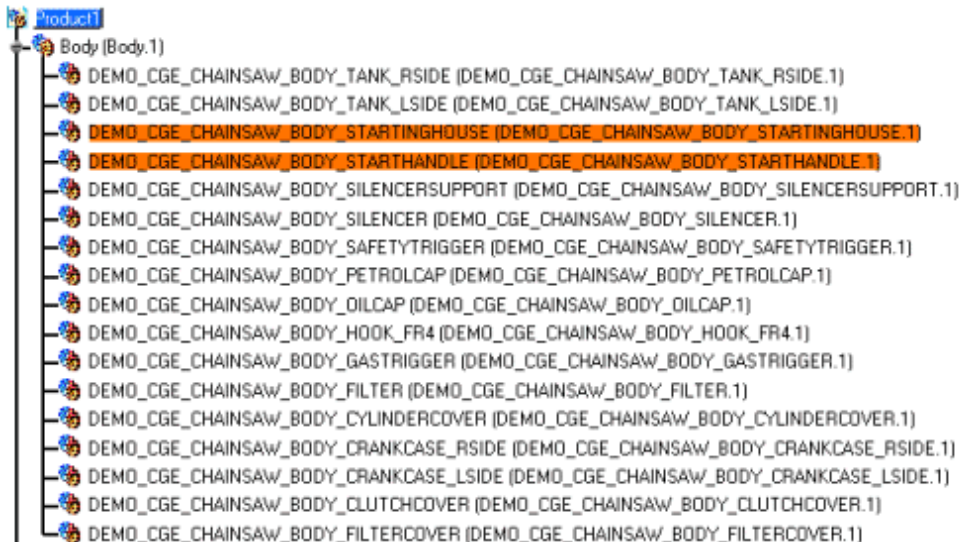 Product1
Body (Body.1)
DEMO_CGE_CHAINSAW_BODY_TANK_RSIDE (DEMO_CGE_CHAINSAW_BODY_TANK_RSIDE.1)
DEMO_CGE_CHAINSAW_BODY_TANK_LSIDE (DEMO_CGE_CHAINSAW_BODY_TANK_LSIDE.1)
DEMO_CGE_CHAINSAW_BODY_STARTINGHOUSE (DEMO_CGE_CHAINSAW_BODY_STARTINGHOUSE.1)
DEMO_CGE_CHAINSAW_BODY_STARTHANDLE (DEMO_CGE_CHAINSAW_BODY_STARTHANDLE.1)
DEMO_CGE_CHAINSAW_BODY_SILENCERSUPPORT (DEMO_CGE_CHAINSAW_BODY_SILENCERSUPPORT.1)
DEMO_CGE_CHAINSAW_BODY_SILENCER (DEMO_CGE_CHAINSAW_BODY_SILENCER.1)
DEMO_CGE_CHAINSAW_BODY_SAFETYTRIGGER (DEMO_CGE_CHAINSAW_BODY_SAFETYTRIGGER.1)
DEMO_CGE_CHAINSAW_BODY_PETROLCAP (DEMO_CGE_CHAINSAW_BODY_PETROLCAP.1)
DEMO_CGE_CHAINSAW_BODY_OILCAP (DEMO_CGE_CHAINSAW_BODY_OILCAP.1)
DEMO_CGE_CHAINSAW_BODY_HOOK_FR4 (DEMO_CGE_CHAINSAW_BODY_HOOK_FR4.1)
DEMO_CGE_CHAINSAW_BODY_GASTRIGGER (DEMO_CGE_CHAINSAW_BODY_GASTRIGGER.1)
DEMO_CGE_CHAINSAW_BODY_FILTER (DEMO_CGE_CHAINSAW_BODY_FILTER.1)
DEMO_CGE_CHAINSAW_BODY_CYLINDERCOVER (DEMO_CGE_CHAINSAW_BODY_CYLINDERCOVER.1)
DEMO_CGE_CHAINSAW_BODY_CRANKCASE_RSIDE (DEMO_CGE_CHAINSAW_BODY_CRANKCASE_RSIDE.1)
DEMO_CGE_CHAINSAW_BODY_CRANKCASE_LSIDE (DEMO_CGE_CHAINSAW_BODY_CRANKCASE_LSIDE.1)
DEMO_CGE_CHAINSAW_BODY_CLUTCHCOVER (DEMO_CGE_CHAINSAW_BODY_CLUTCHCOVER.1)
DEMO_CGE_CHAINSAW_BODY_FILTERCOVER (DEMO_CGE_CHAINSAW_BODY_FILTERCOVER.1)